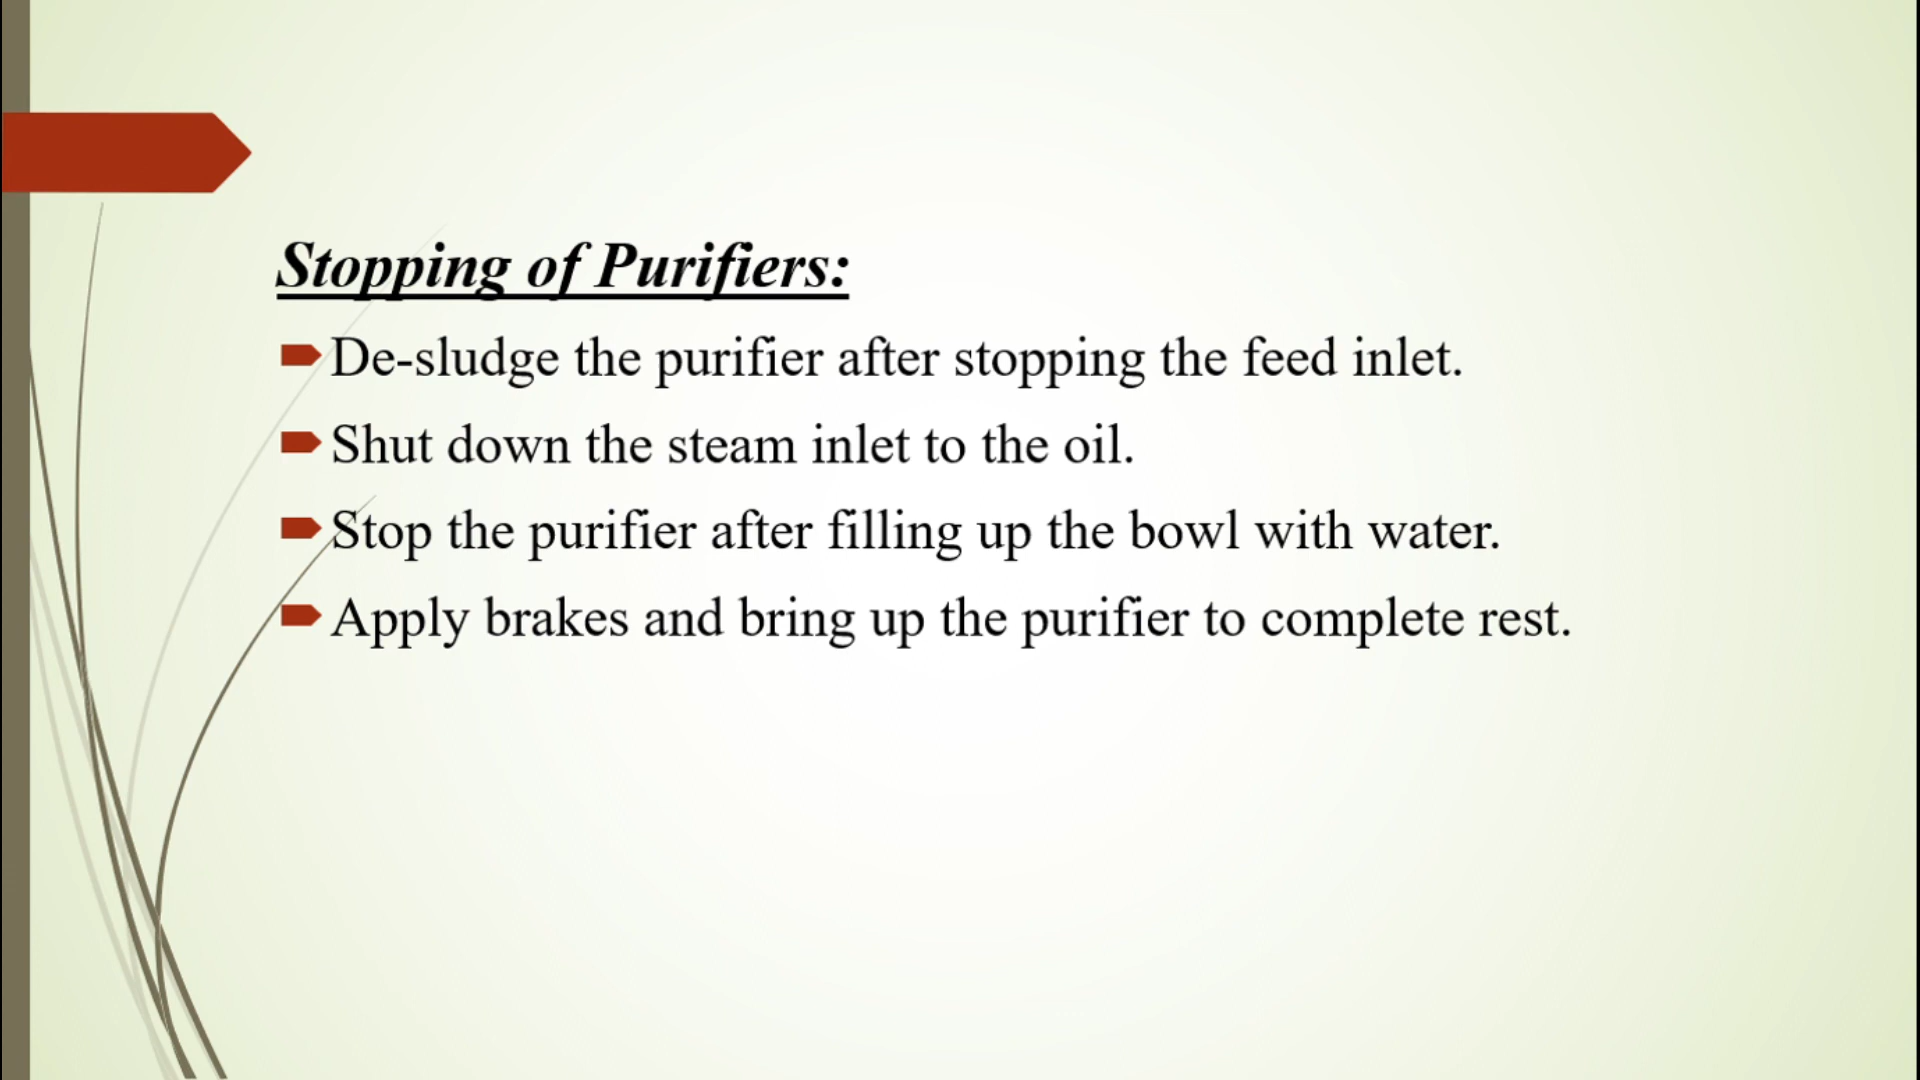 Stopping of Purifiers:
De-sludge the purifier after stopping the feed inlet.
Shut down the steam inlet to the oil.
Stop the purifier after filling up the bowl with water.
Apply brakes and bring up the purifier to complete rest.